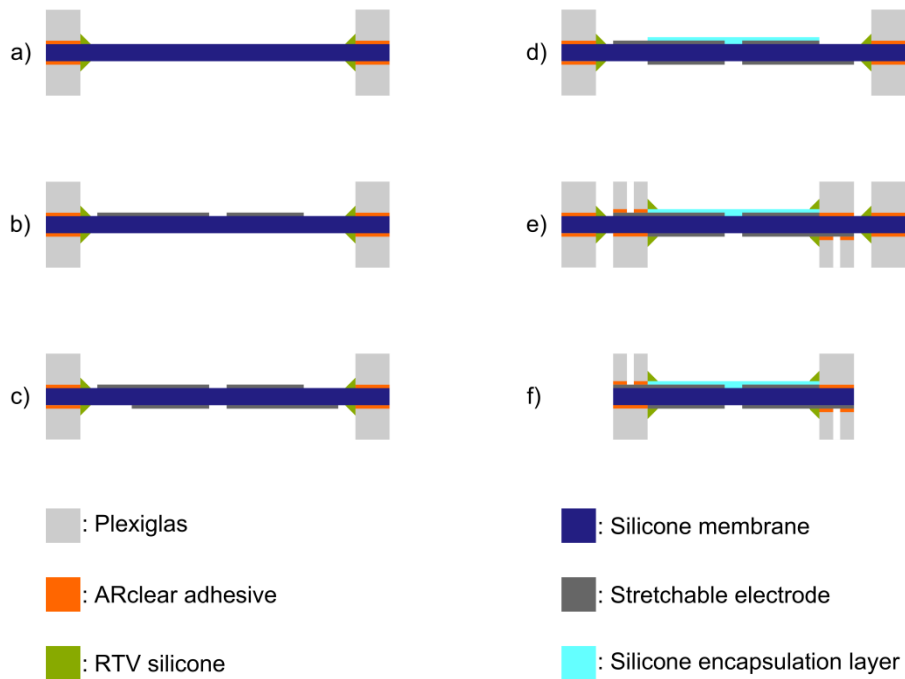 a)
b)
c)
d)
e)
f)
: Plexiglas
: ARclear adhesive
: RTV silicone
: Silicone membrane
: Stretchable electrode
: Silicone encapsulation layer